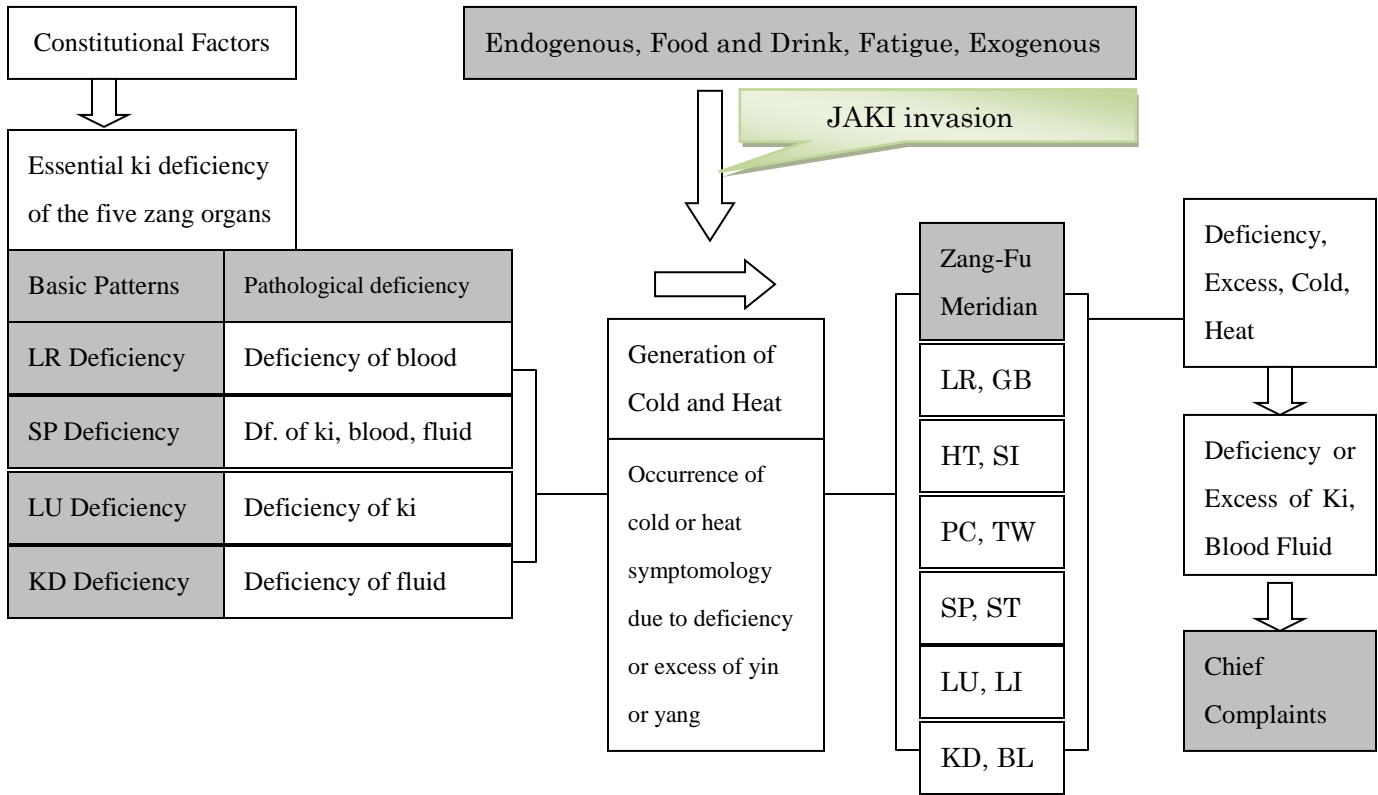 Constitutional Factors
Endogenous, Food and Drink, Fatigue, Exogenous
JAKI invasion
Essential ki deficiency
of the five zang organs
Basic Patterns
Pathological deficiency
LR Deficiency
Deficiency of blood
SP Deficiency
Df. of ki, blood, fluid
LU Deficiency
Deficiency of ki
KD Deficiency
Deficiency of fluid
Generation of
Cold and Heat
Occurrence of
cold or heat
symptomology
due to deficiency
or excess of yin
or yang
Zang-Fu
Meridian
LR, GB
HT, SI
PC, TW
SP, ST
LU, LI
KD, BL
Deficiency,
Excess, Cold,
Heat
Deficiency or
Excess of Ki,
Blood Fluid
Chief
Complaints